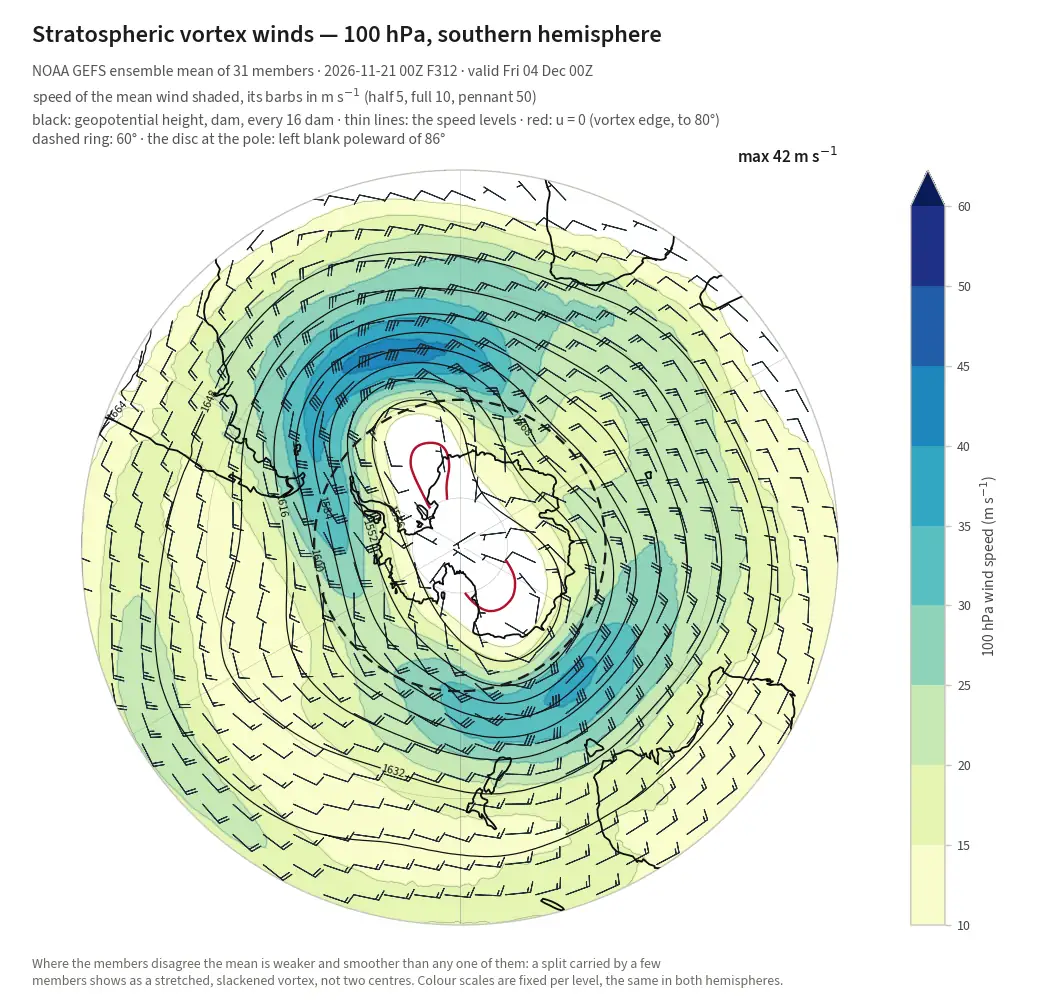 Stratospheric vortex winds — 100 hPa, southern hemisphere
NOAA GEFS ensemble mean of 31 members · 2026-11-21 00Z F312 · valid Fri 04 Dec 00Z
speed of the mean wind shaded, its barbs in m s⁻¹ (half 5, full 10, pennant 50)
black: geopotential height, dam, every 16 dam · thin lines: the speed levels · red: u = 0 (vortex edge, to 80°)
dashed ring: 60° · the disc at the pole: left blank poleward of 86°
max 42 m s⁻¹
60
50
45
40
35
30
25
20
15
10
100 hPa wind speed (m s⁻¹)
1664
1648
1616
1584
1600
1552
1632
Where the members disagree the mean is weaker and smoother than any one of them: a split carried by a few
members shows as a stretched, slackened vortex, not two centres. Colour scales are fixed per level, the same in both hemispheres.